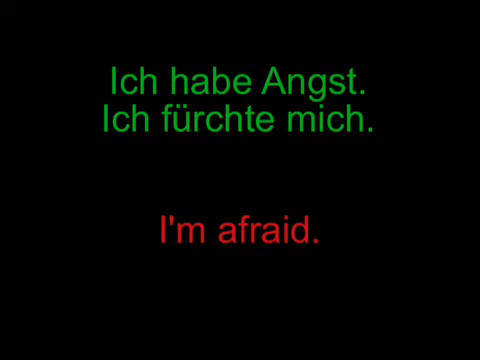 Ich habe Angst.
Ich fürchte mich.
I'm afraid.